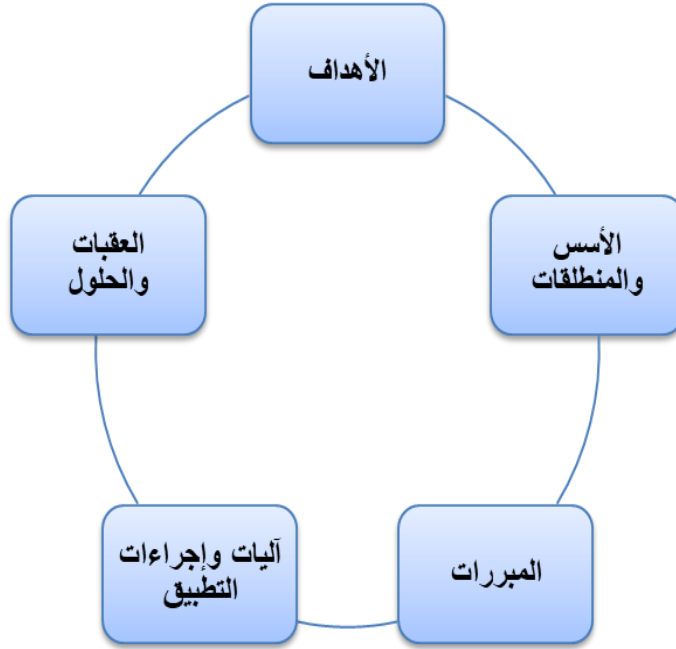 الأهداف
الأسس
والمنطلقات
المبررات
آليات وإجراءات
التطبيق
العقبات
والحلول